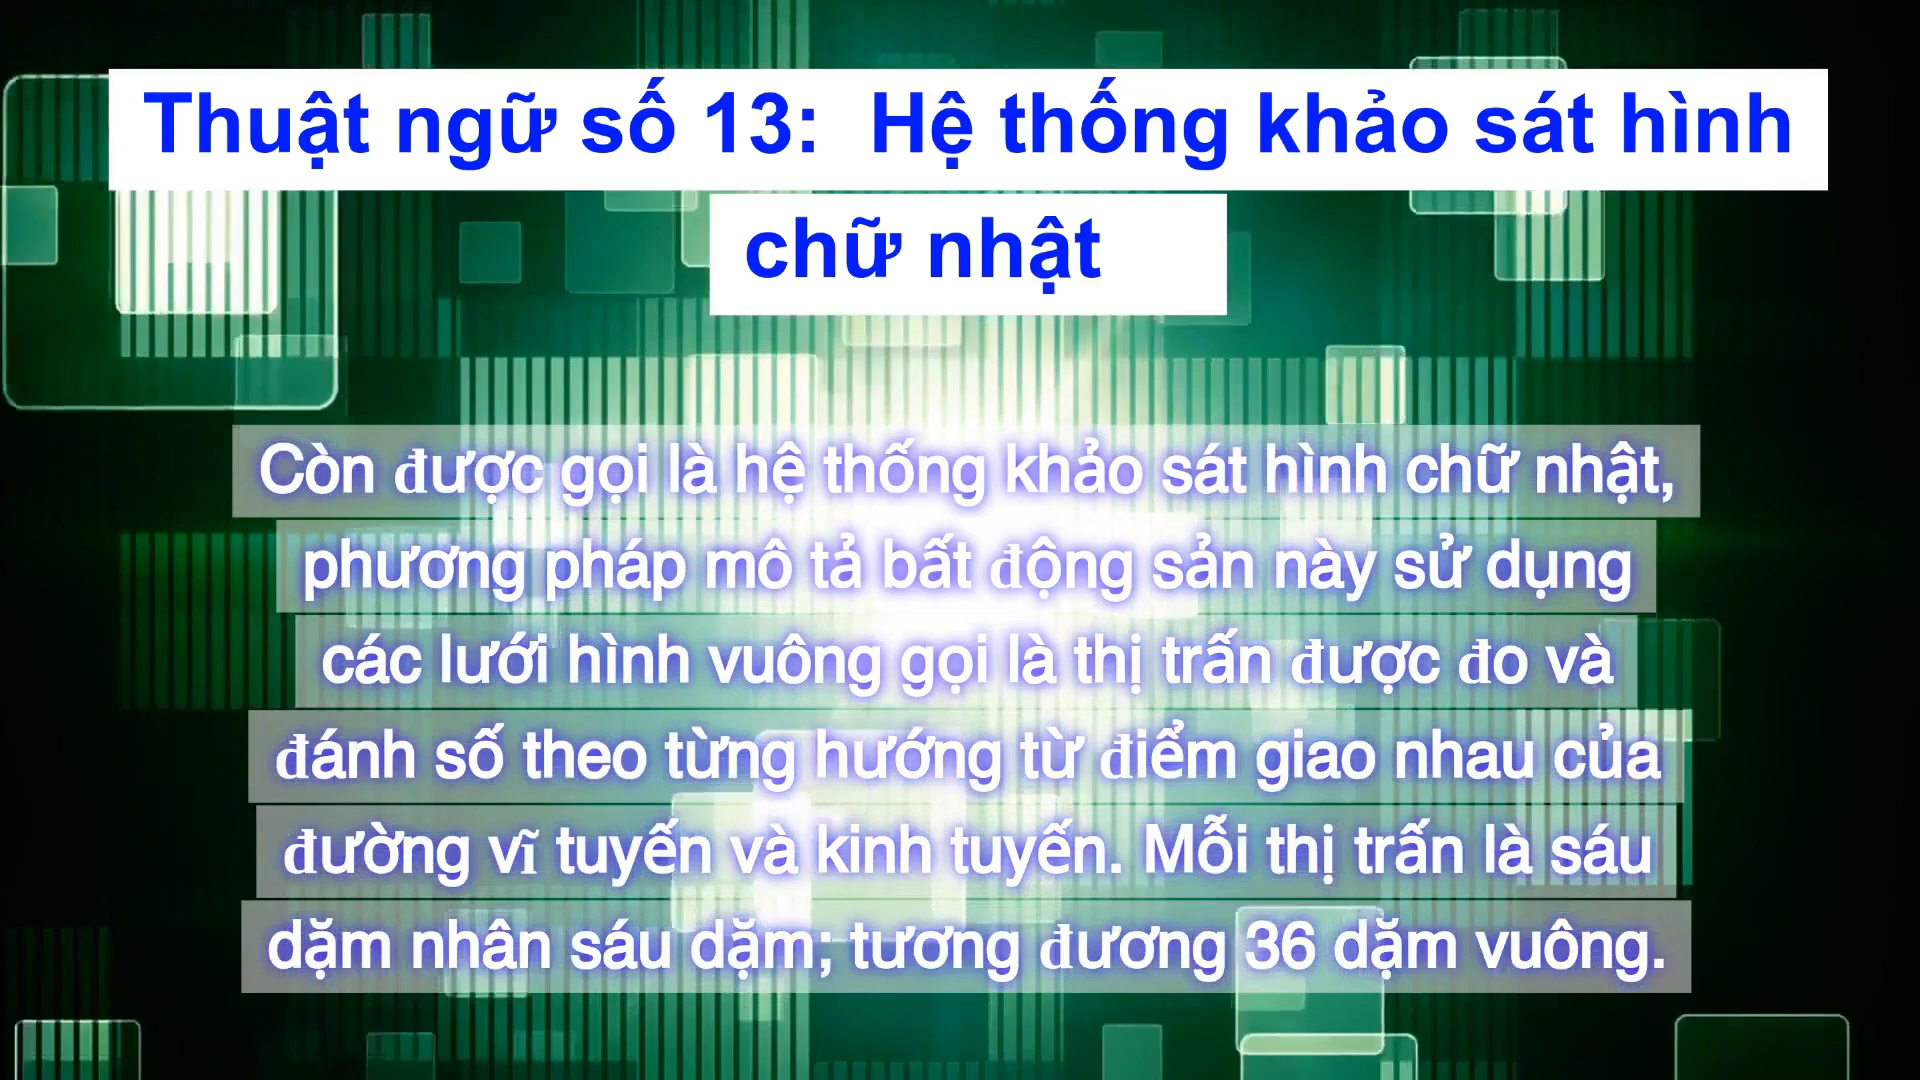 Thuật ngữ số 13:  Hệ thống khảo sát hình
chữ nhật
Còn được gọi là hệ thống khảo sát hình chữ nhật,
phương pháp mô tả bất động sản này sử dụng
các lưới hình vuông gọi là thị trấn được đo và
đánh số theo từng hướng từ điểm giao nhau của
đường vĩ tuyến và kinh tuyến. Mỗi thị trấn là sáu
dặm nhân sáu dặm; tương đương 36 dặm vuông.